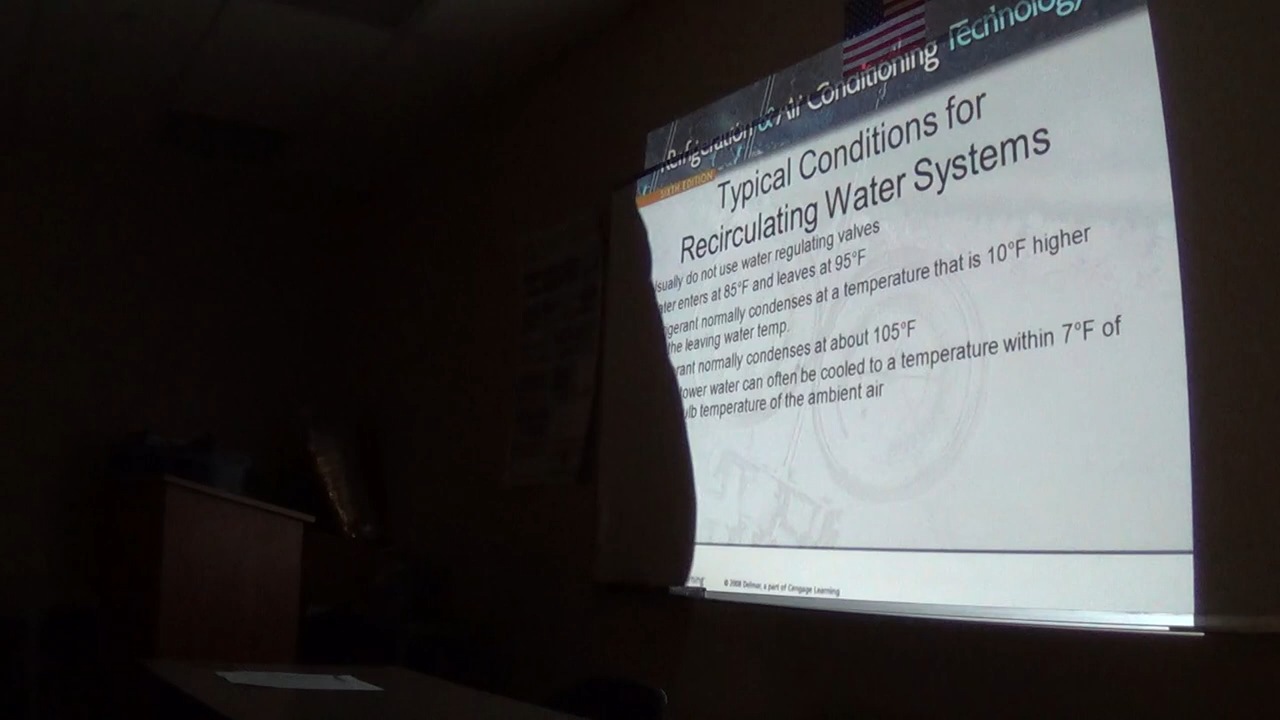 Refrigeration & Air Conditioning Technology
SIXTH EDITION
Typical Conditions for
Recirculating Water Systems
sually do not use water regulating valves
ater enters at 85°F and leaves at 95°F
gerant normally condenses at a temperature that is 10°F higher
the leaving water temp.
rant normally condenses at about 105°F
tower water can often be cooled to a temperature within 7°F of
ulb temperature of the ambient air
© 2008 Delmar, a part of Cengage Learning